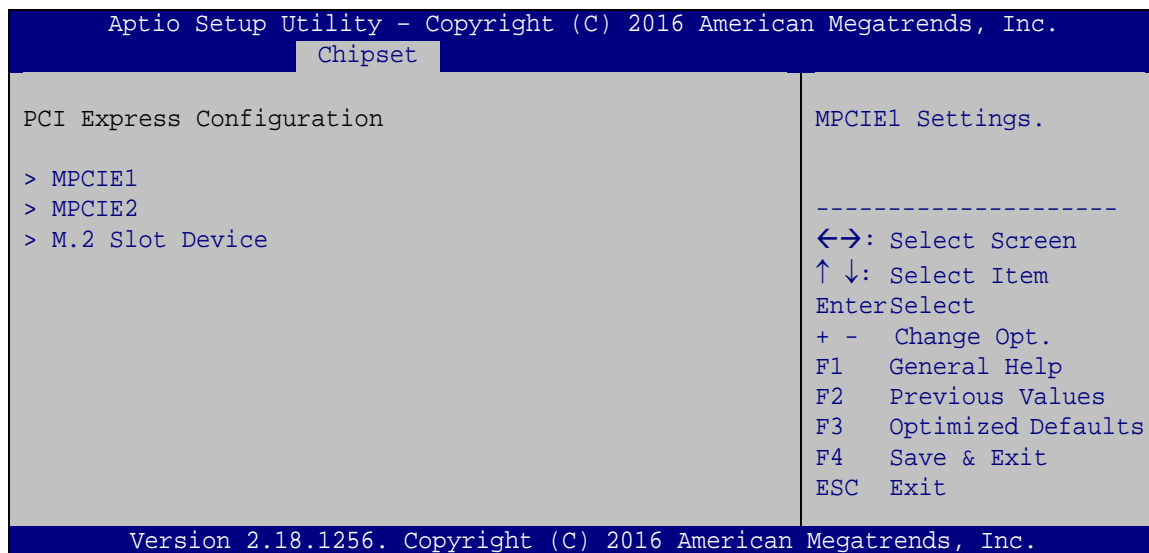 Aptio Setup Utility – Copyright (C) 2016 American Megatrends, Inc.
Chipset
PCI Express Configuration
> MPCIE1
> MPCIE2
> M.2 Slot Device
MPCIE1 Settings.
---------------------
←→: Select Screen
↑ ↓: Select Item
EnterSelect
+ - Change Opt.
F1 General Help
F2 Previous Values
F3 Optimized Defaults
F4 Save & Exit
ESC Exit
Version 2.18.1256. Copyright (C) 2016 American Megatrends, Inc.